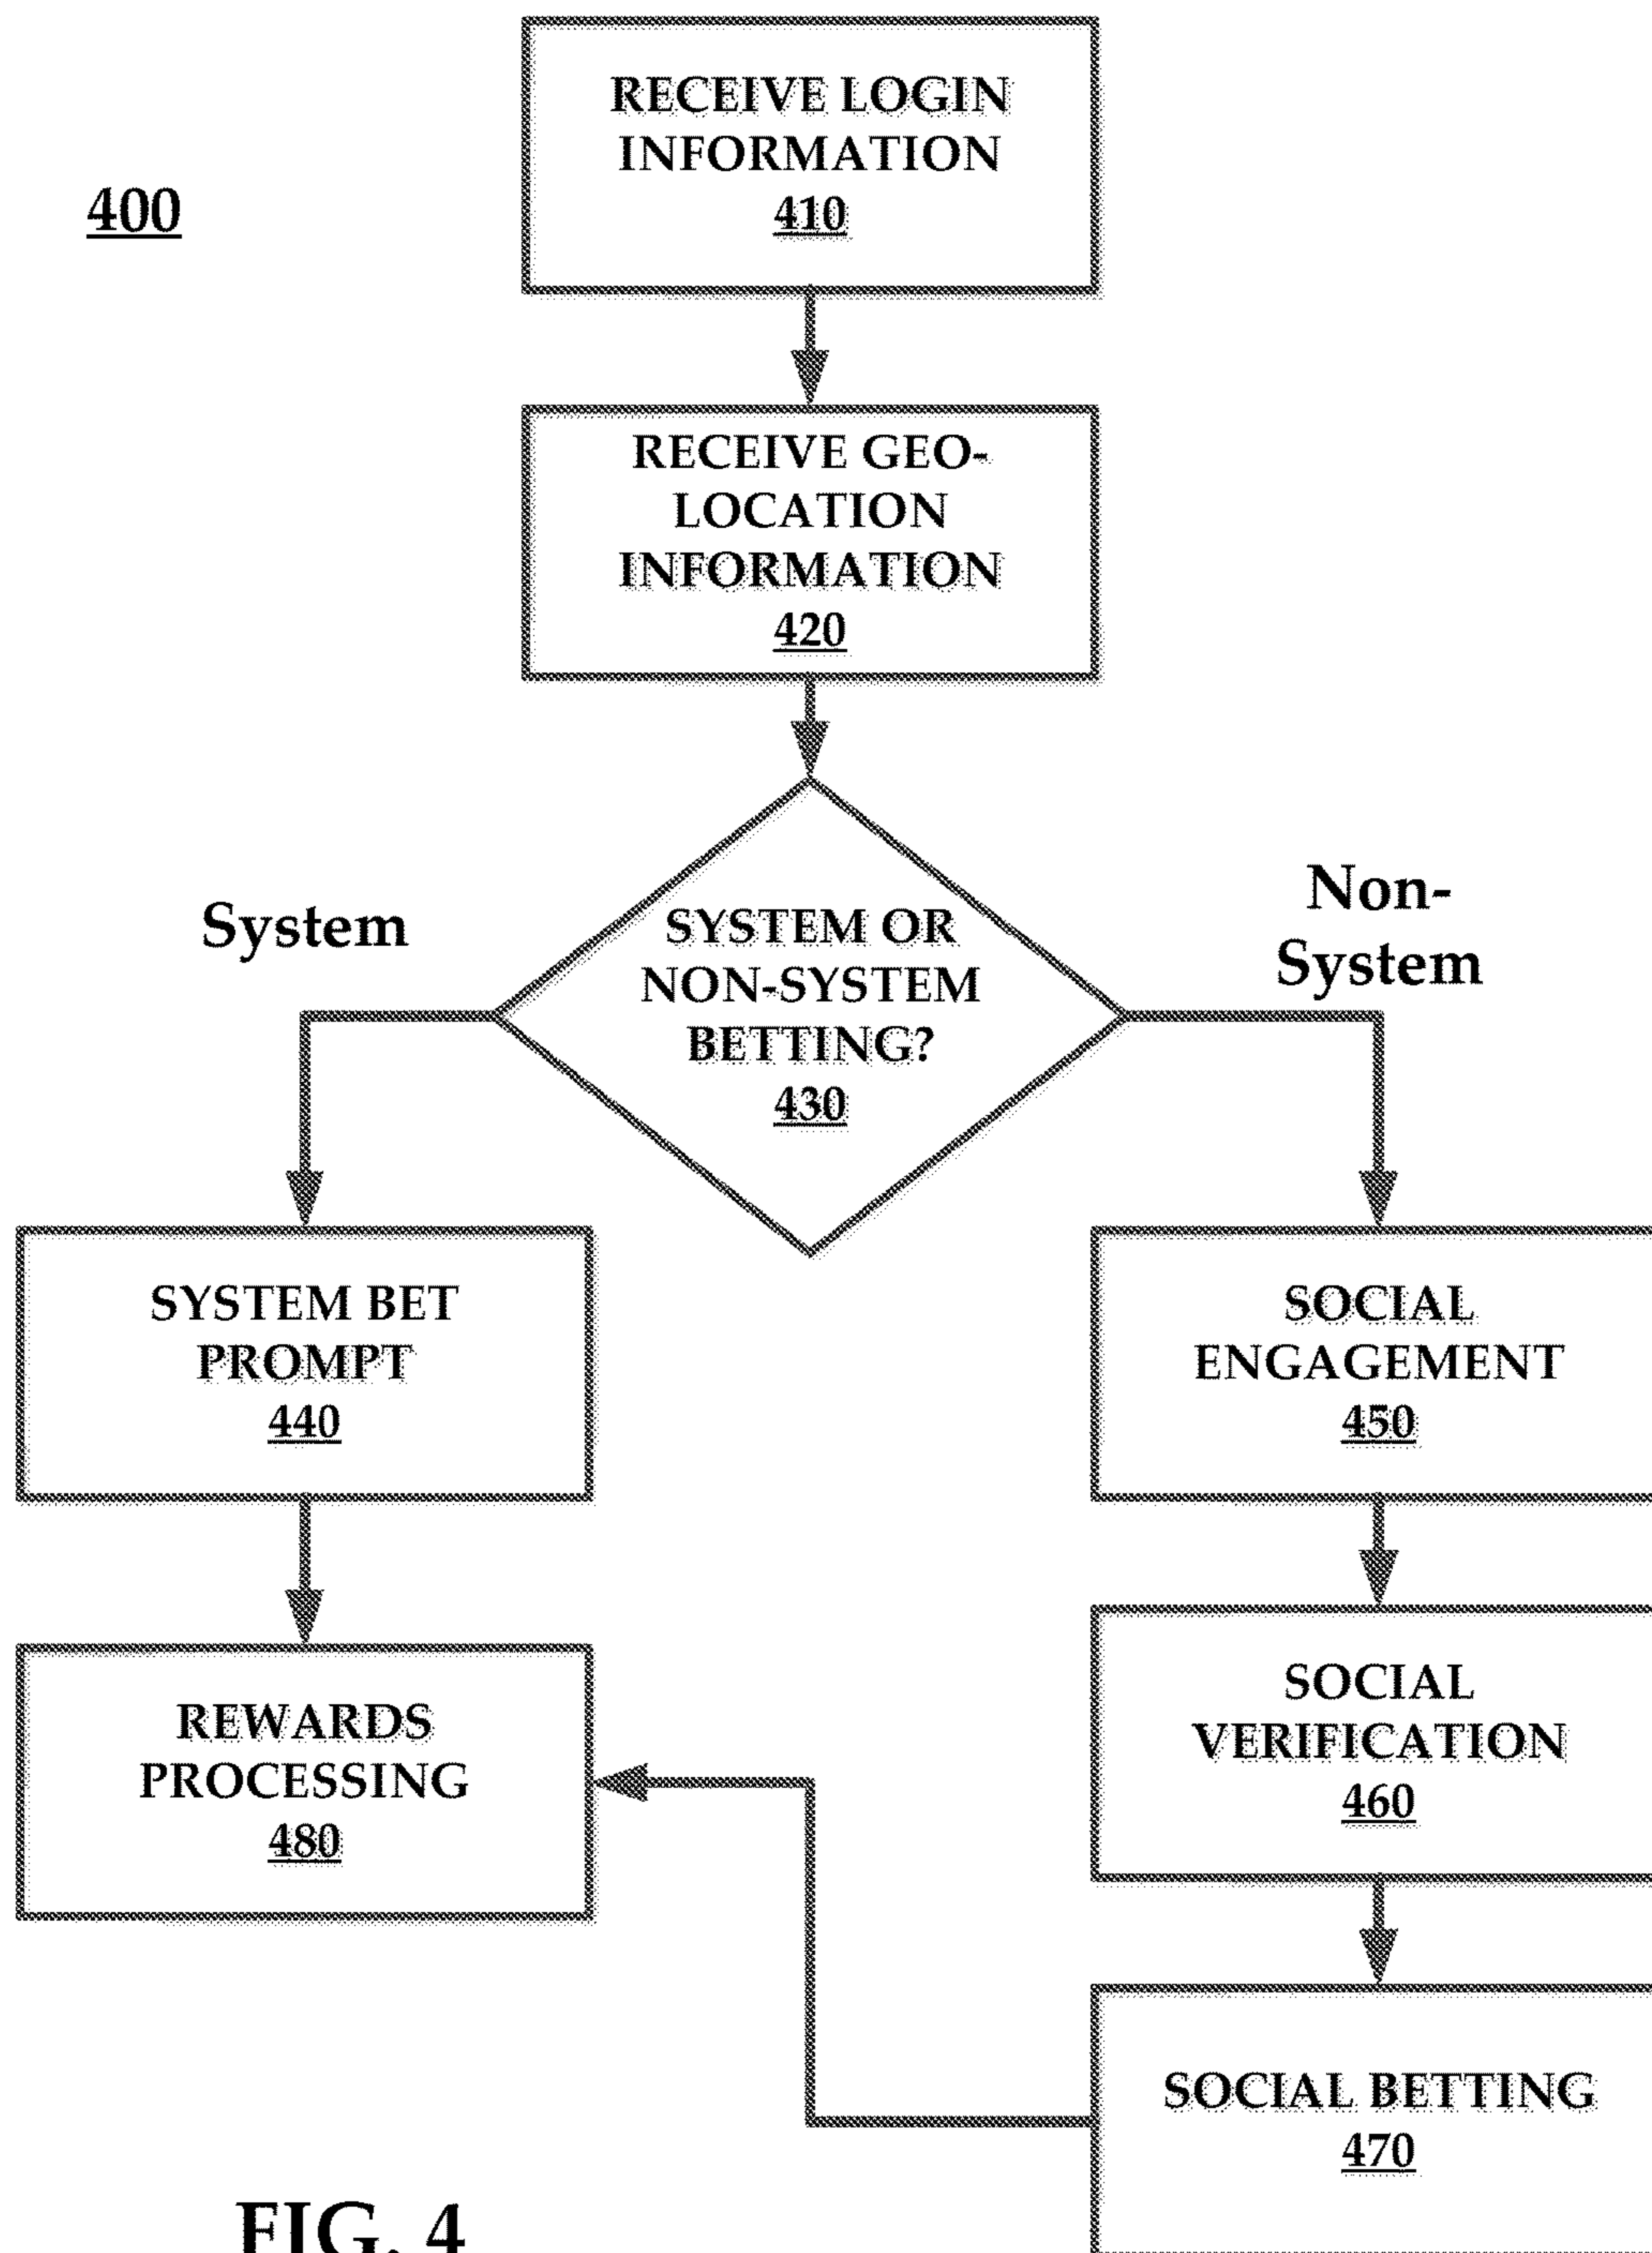 400
RECEIVE LOGIN
INFORMATION
410
RECEIVE GEO-
LOCATION
INFORMATION
420
SYSTEM OR
NON-SYSTEM
BETTING?
430
System
Non-
System
SYSTEM BET
PROMPT
440
SOCIAL
ENGAGEMENT
450
REWARDS
PROCESSING
480
SOCIAL
VERIFICATION
460
SOCIAL BETTING
470
FIG. 4